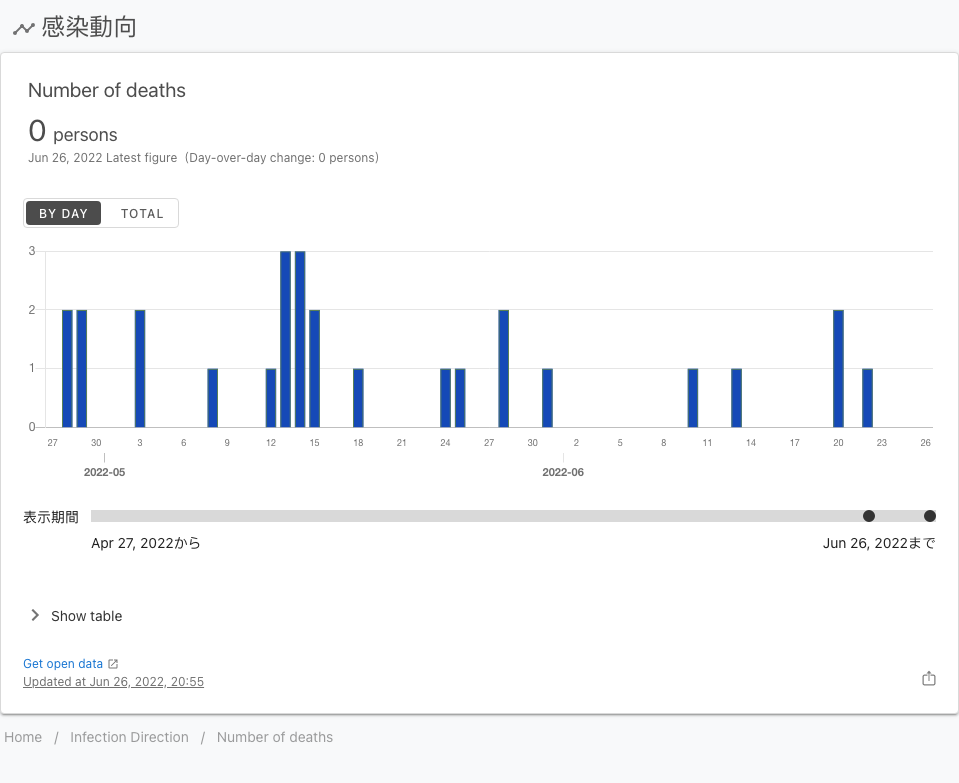 感染動向
Number of deaths
0 persons
Jun 26, 2022 Latest figure (Day-over-day change: 0 persons)
BY DAY TOTAL
3
2
1
0
27 30 3 6 9 12 15 18 21 24 27 30 2 5 8 11 14 17 20 23 26
2022-05 2022-06
表示期間
Apr 27, 2022から Jun 26, 2022まで
Show table
Get open data
Updated at Jun 26, 2022, 20:55
Home / Infection Direction / Number of deaths